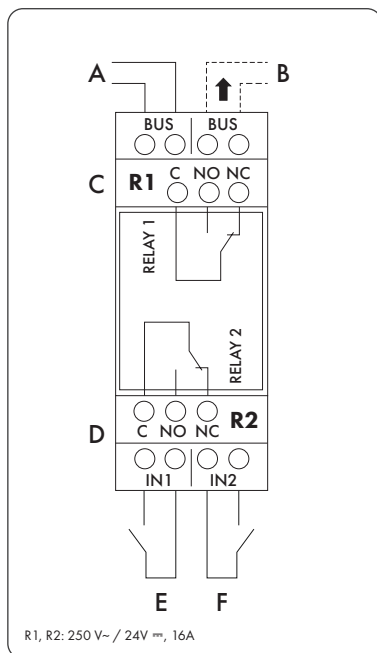 A B
BUS BUS
C R1 C NO NC
RELAY 1
RELAY 2
D C NO NC R2
IN1 IN2
E F
R1, R2: 250 V~ / 24V ⎓, 16A